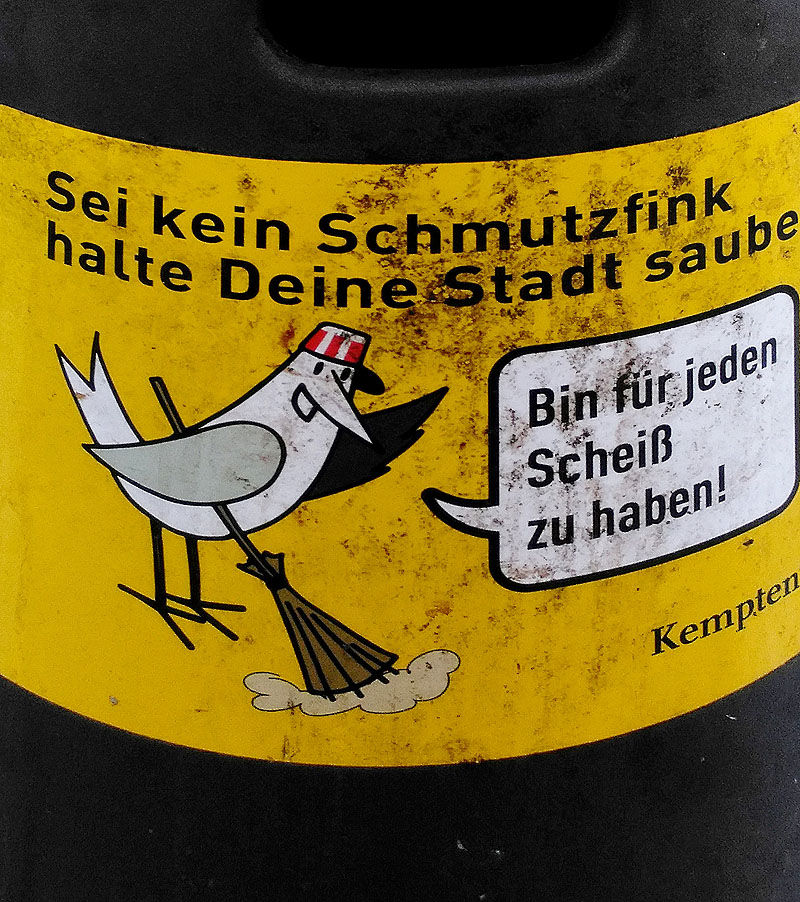 Sei kein Schmutzfink
halte Deine Stadt saube
Bin für jeden
Scheiß
zu haben!
Kempten